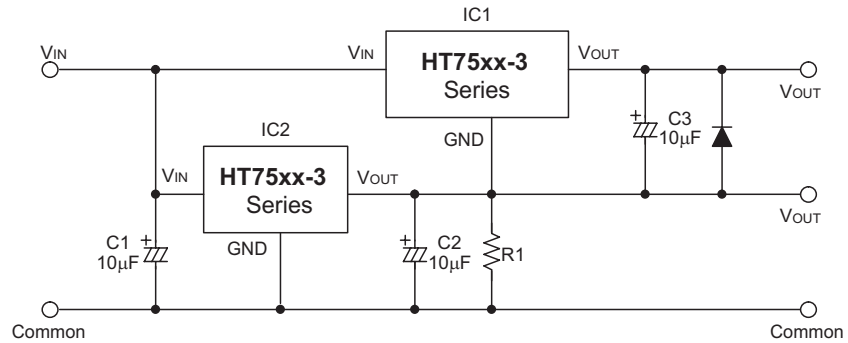 IC1
VIN
VIN
HT75xx-3
Series
VOUT
VOUT
GND
C3
10μF
IC2
VIN
HT75xx-3
Series
VOUT
VOUT
GND
C1
10μF
C2
10μF
R1
Common
Common
+
+
+